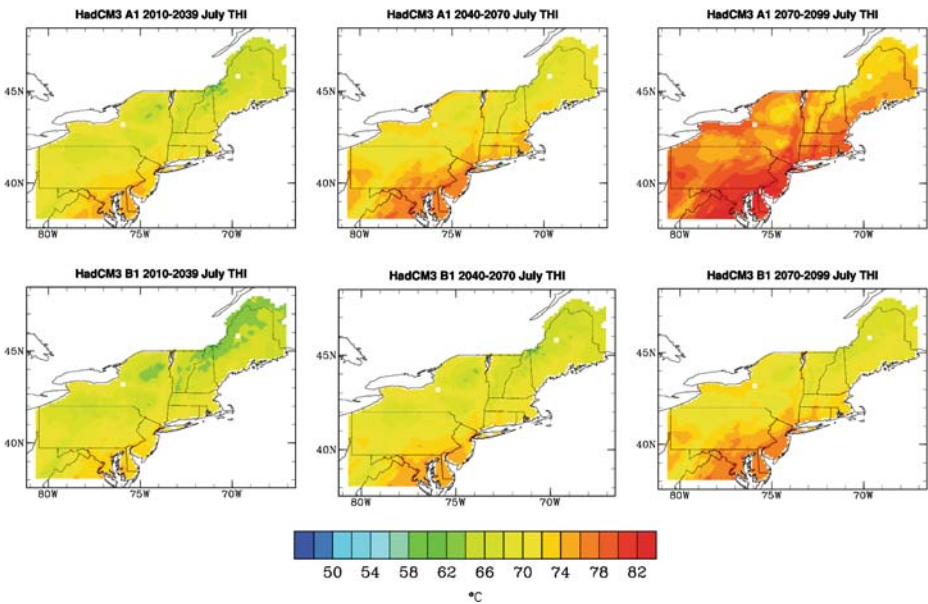 HadCM3 A1 2010-2039 July THI
HadCM3 A1 2040-2070 July THI
HadCM3 A1 2070-2099 July THI
45N
45N
45N
40N
40N
40N
80W
75W
70W
80W
75W
70W
80W
75W
70W
HadCM3 B1 2010-2039 July THI
HadCM3 B1 2040-2070 July THI
HadCM3 B1 2070-2099 July THI
45N
45N
45N
40N
40N
40N
80W
75W
70W
80W
75W
70W
80W
75W
70W
50 54 58 62 66 70 74 78 82
°C